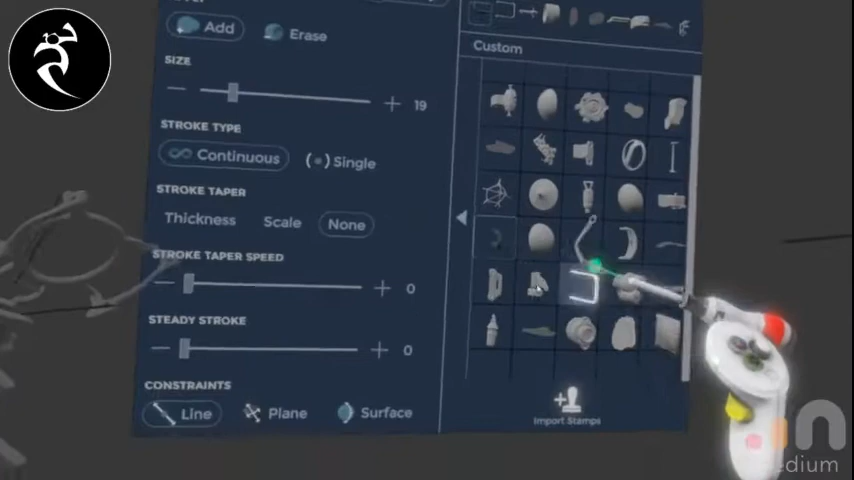 Add
Erase
SIZE
19
STROKE TYPE
Continuous
Single
STROKE TAPER
Thickness
Scale
None
STROKE TAPER SPEED
0
STEADY STROKE
0
CONSTRAINTS
Line
Plane
Surface
Custom
Import Stamps